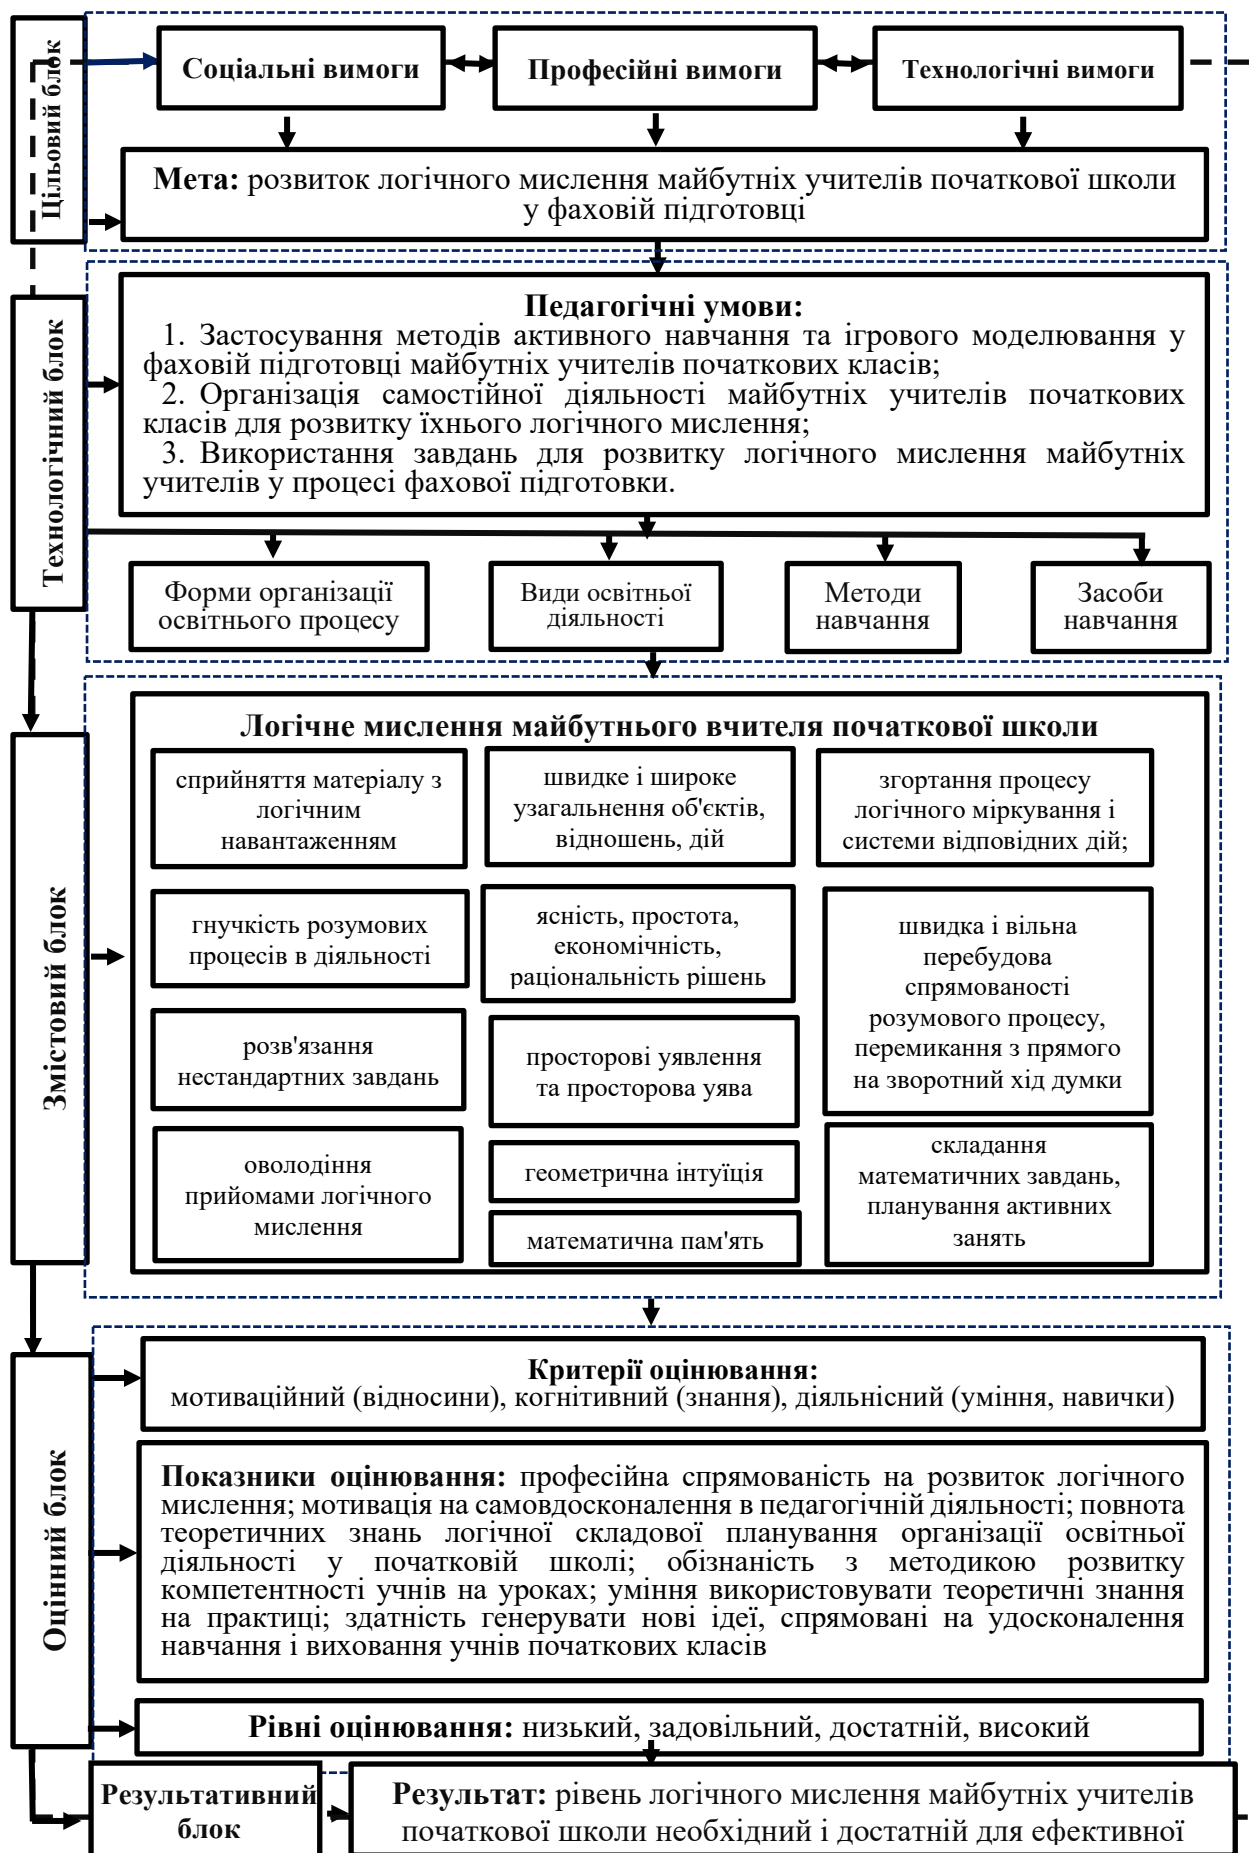 Цільовий блок
Соціальні вимоги
Професійні вимоги
Технологічні вимоги
Мета: розвиток логічного мислення майбутніх учителів початкової школи
у фаховій підготовці
Технологічний блок
Педагогічні умови:
1. Застосування методів активного навчання та ігрового моделювання у
фаховій підготовці майбутніх учителів початкових класів;
2. Організація самостійної діяльності майбутніх учителів початкових
класів для розвитку їхнього логічного мислення;
3. Використання завдань для розвитку логічного мислення майбутніх
учителів у процесі фахової підготовки.
Форми організації
освітнього процесу
Види освітньої
діяльності
Методи
навчання
Засоби
навчання
Змістовий блок
Логічне мислення майбутнього вчителя початкової школи
сприйняття матеріалу з
логічним
навантаженням
швидке і широке
узагальнення об'єктів,
відношень, дій
згортання процесу
логічного міркування і
системи відповідних дій;
гнучкість розумових
процесів в діяльності
ясність, простота,
економічність,
раціональність рішень
швидка і вільна
перебудова
спрямованості
розумового процесу,
перемикання з прямого
на зворотний хід думки
розв'язання
нестандартних завдань
просторові уявлення
та просторова уява
оволодіння
прийомами логічного
мислення
геометрична інтуїція
математична пам'ять
складання
математичних завдань,
планування активних
занять
Оцінний блок
Критерії оцінювання:
мотиваційний (відносини), когнітивний (знання), діяльнісний (уміння, навички)
Показники оцінювання: професійна спрямованість на розвиток логічного
мислення; мотивація на самовдосконалення в педагогічній діяльності; повнота
теоретичних знань логічної складової планування організації освітньої
діяльності у початковій школі; обізнаність з методикою розвитку
компетентності учнів на уроках; уміння використовувати теоретичні знання
на практиці; здатність генерувати нові ідеї, спрямовані на удосконалення
навчання і виховання учнів початкових класів
Рівні оцінювання: низький, задовільний, достатній, високий
Результативний
блок
Результат: рівень логічного мислення майбутніх учителів
початкової школи необхідний і достатній для ефективної